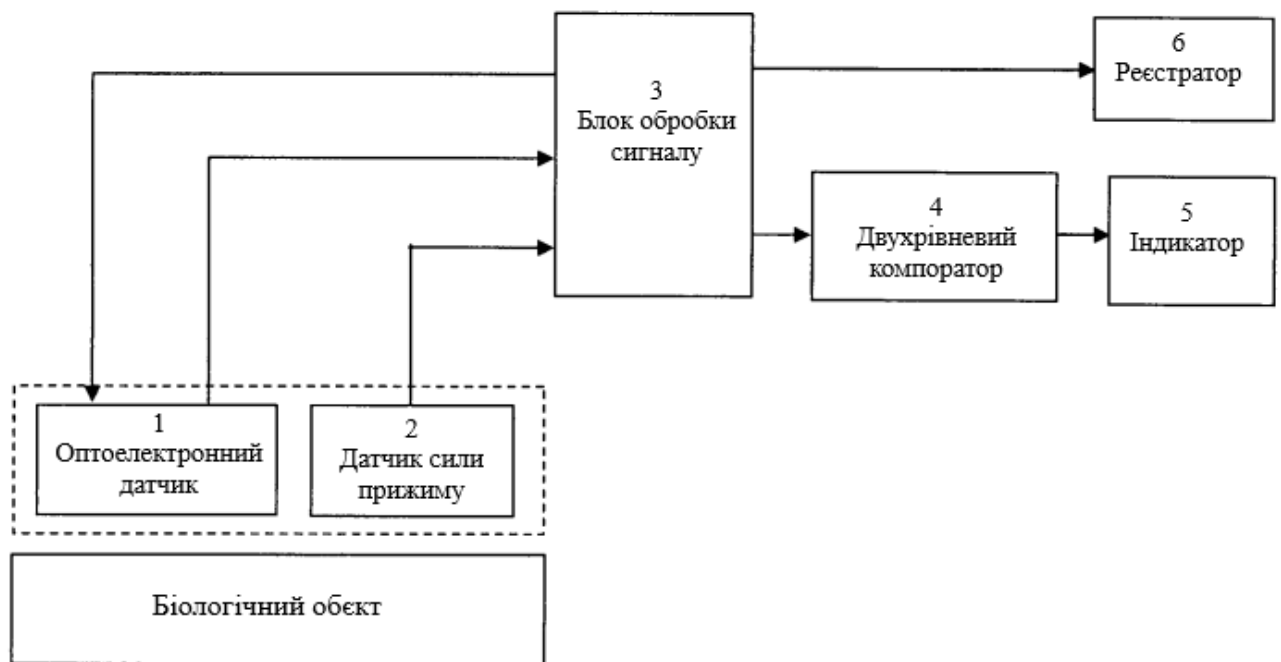 6
Реєстратор
3
Блок обробки
сигналу
4
Двухрівневий
компоратор
5
Індикатор
1
Оптоелектронний
датчик
2
Датчик сили
прижиму
Біологічний обєкт